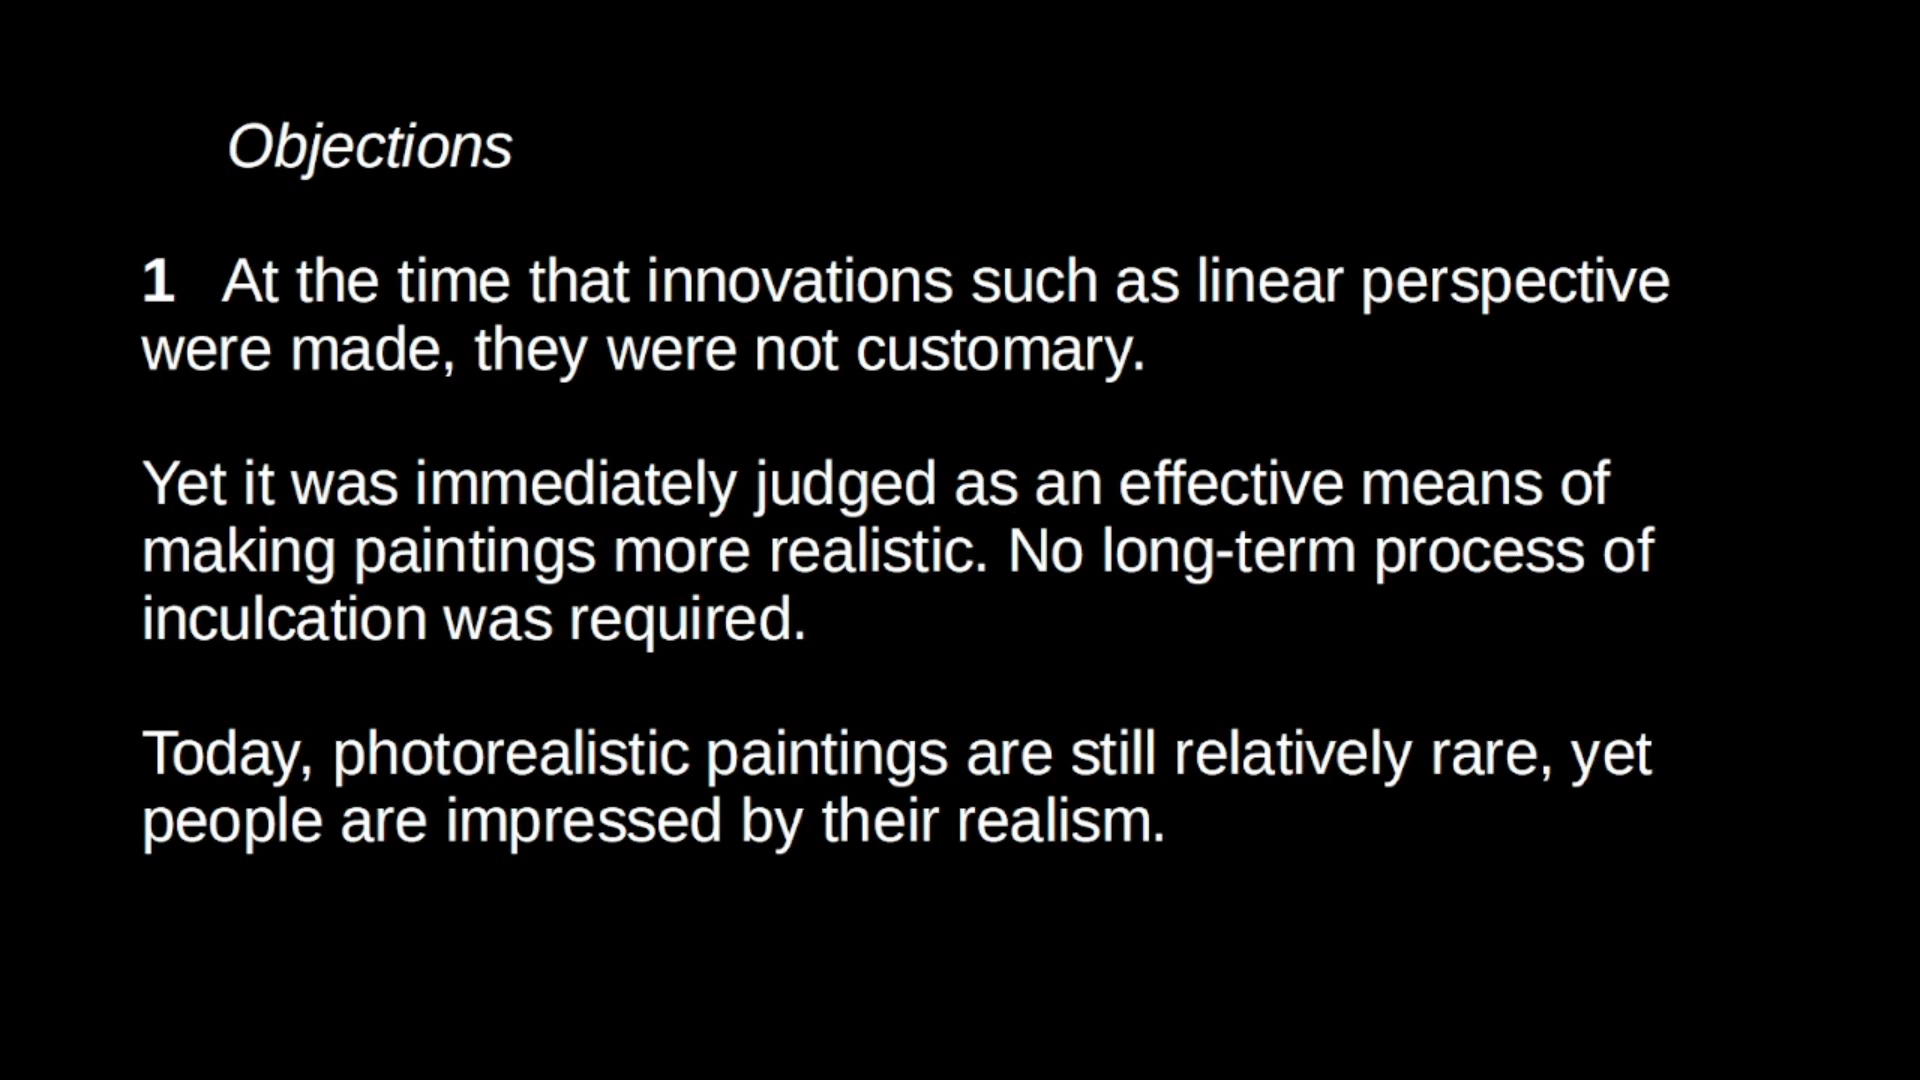 Objections
1 At the time that innovations such as linear perspective
were made, they were not customary.
Yet it was immediately judged as an effective means of
making paintings more realistic. No long-term process of
inculcation was required.
Today, photorealistic paintings are still relatively rare, yet
people are impressed by their realism.